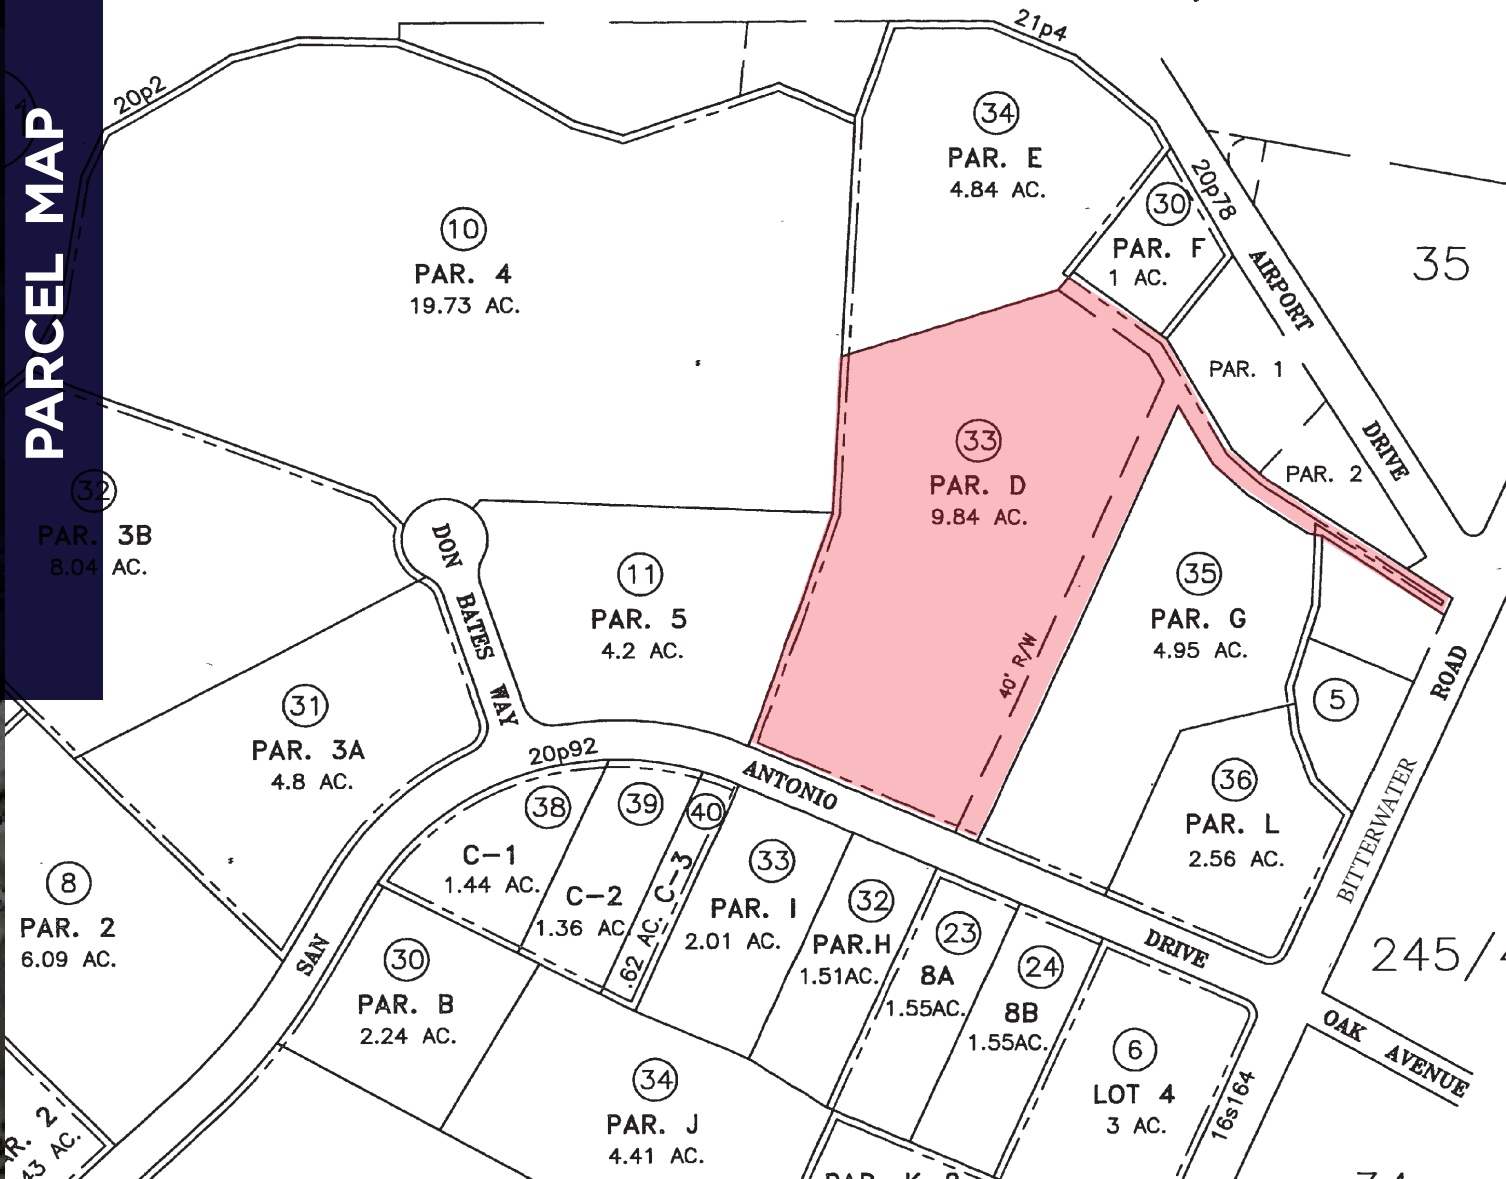 PARCEL MAP
20p2
21p4
34
PAR. E
4.84 AC.
20p78
30
PAR. F
1 AC.
10
PAR. 4
19.73 AC.
AIRPORT
DRIVE
35
PAR. 1
PAR. 2
33
PAR. D
9.84 AC.
40' R/W
32
PAR. 3B
8.04 AC.
DON
BATES
WAY
11
PAR. 5
4.2 AC.
35
PAR. G
4.95 AC.
5
ROAD
BITTERWATER
31
PAR. 3A
4.8 AC.
20p92
SAN
ANTONIO
DRIVE
36
PAR. L
2.56 AC.
38
C-1
1.44 AC.
39
C-2
1.36 AC
40
.62 AC. C-3
33
PAR. I
2.01 AC.
32
PAR.H
1.51AC.
23
8A
1.55AC.
24
8B
1.55AC.
8
PAR. 2
6.09 AC.
30
PAR. B
2.24 AC.
34
PAR. J
4.41 AC.
6
LOT 4
3 AC.
16s164
245/
OAK AVENUE
R. 2
43 AC.